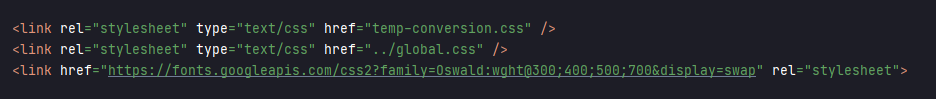 <link rel="stylesheet" type="text/css" href="temp-conversion.css" />
<link rel="stylesheet" type="text/css" href="../global.css" />
<link href="https://fonts.googleapis.com/css2?family=Oswald:wght@300;400;500;700&display=swap" rel="stylesheet">